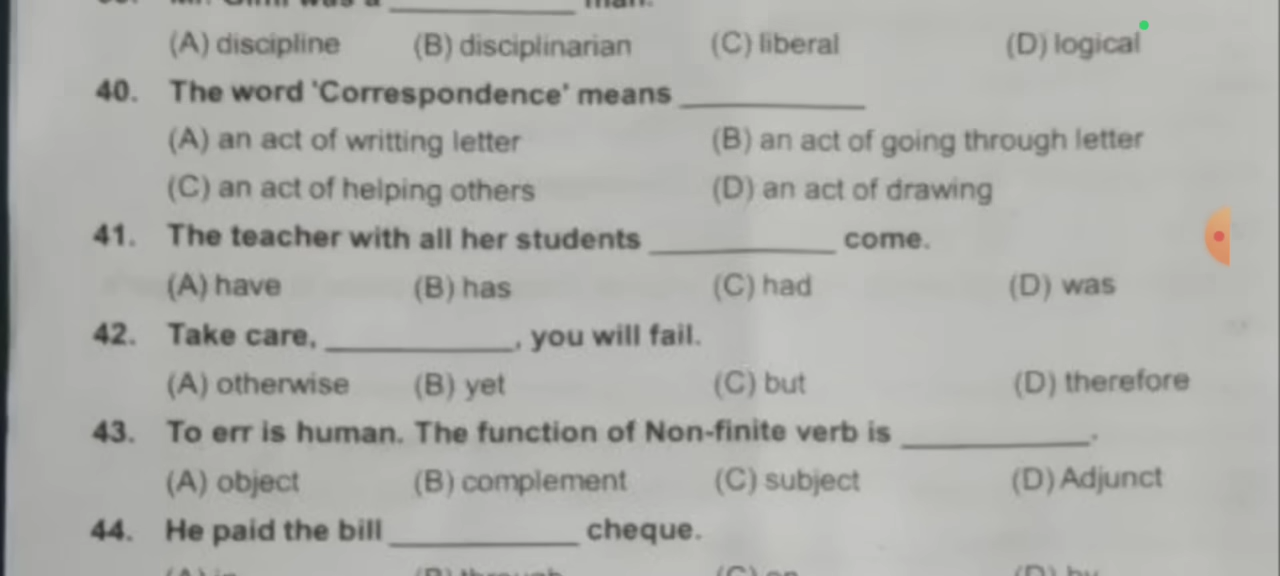 (A) discipline (B) disciplinarian (C) liberal (D) logical
40. The word 'Correspondence' means ____________
(A) an act of writting letter (B) an act of going through letter
(C) an act of helping others (D) an act of drawing
41. The teacher with all her students ____________ come.
(A) have (B) has (C) had (D) was
42. Take care, ____________, you will fail.
(A) otherwise (B) yet (C) but (D) therefore
43. To err is human. The function of Non-finite verb is ____________.
(A) object (B) complement (C) subject (D) Adjunct
44. He paid the bill ____________ cheque.